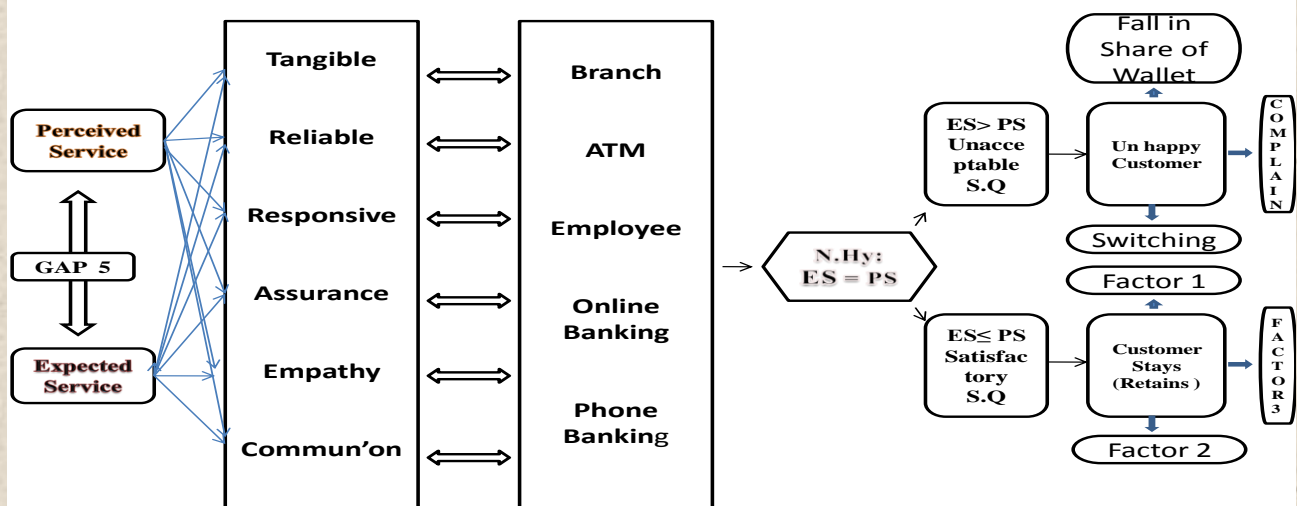 Perceived
Service
GAP 5
Expected
Service
Tangible
Reliable
Responsive
Assurance
Empathy
Commun'on
Branch
ATM
Employee
Online
Banking
Phone
Banking
N.Hy:
ES = PS
ES> PS
Unacce
ptable
S.Q
Un happy
Customer
Fall in
Share of
Wallet
COMPLAIN
Switching
ES≤ PS
Satisfac
tory
S.Q
Customer
Stays
(Retains )
Factor 1
FACTOR3
Factor 2